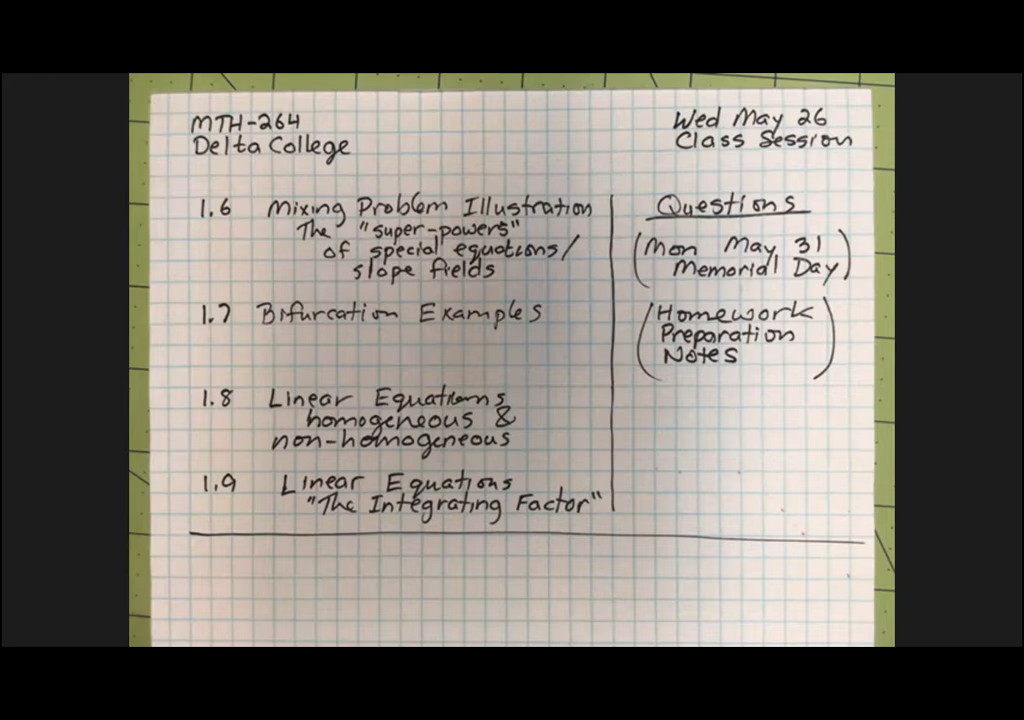 MTH-264
Delta College
Wed May 26
Class Session
1.6 Mixing Problem Illustration
The "super-powers"
of special equations/
slope fields
1.7 Bifurcation Examples
1.8 Linear Equations
homogeneous &
non-homogeneous
1.9 Linear Equations
"The Integrating Factor"
Questions
(Mon May 31
Memorial Day)
(Homework
Preparation
Notes)